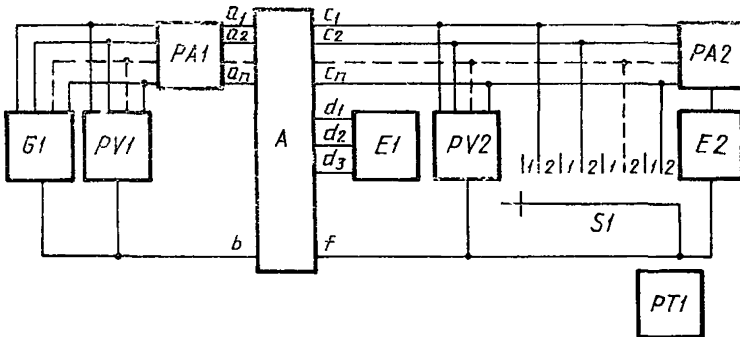 a1
a2
an
c1
c2
cn
PA1
PA2
G1
PV1
A
d1
d2
d3
E1
PV2
1 2 1 2 1 2 1 2
E2
S1
b
f
PT1